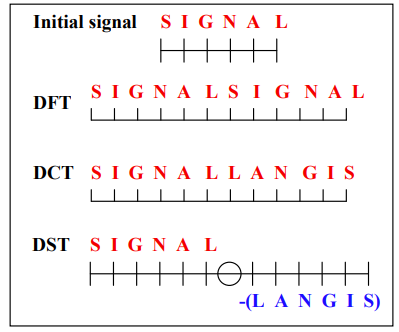 Initial signal S I G N A L
DFT S I G N A L S I G N A L
DCT S I G N A L L A N G I S
DST S I G N A L
-(L A N G I S)